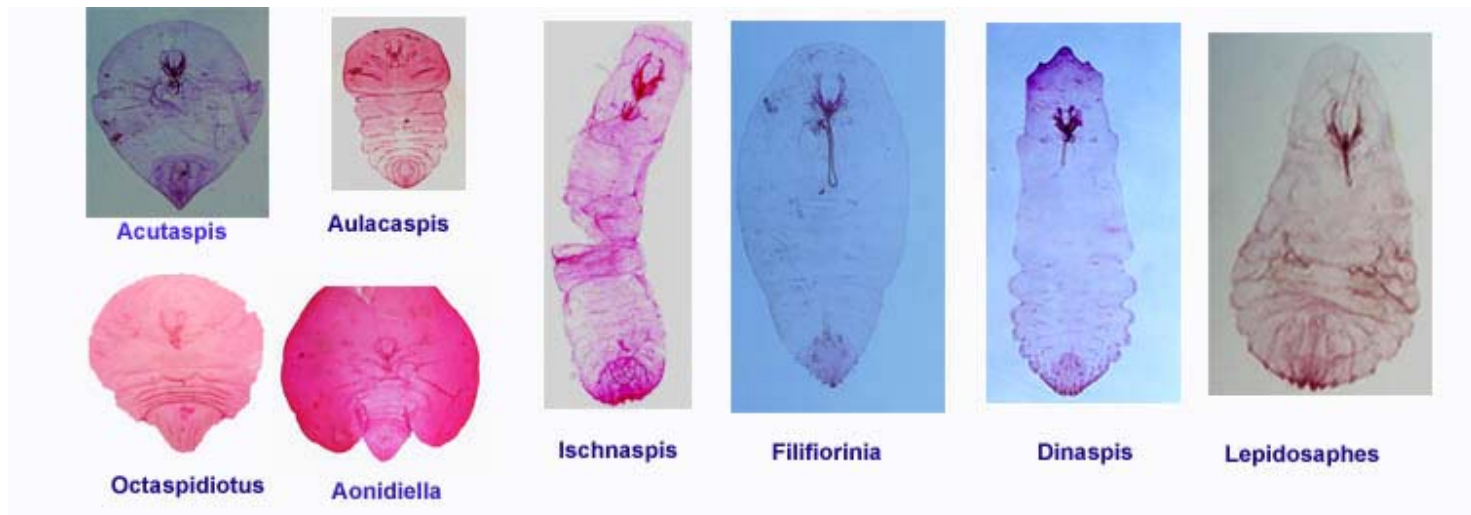 Acutaspis
Aulacaspis
Octaspidiotus
Aonidiella
Ischnaspis
Filifiorinia
Dinaspis
Lepidosaphes